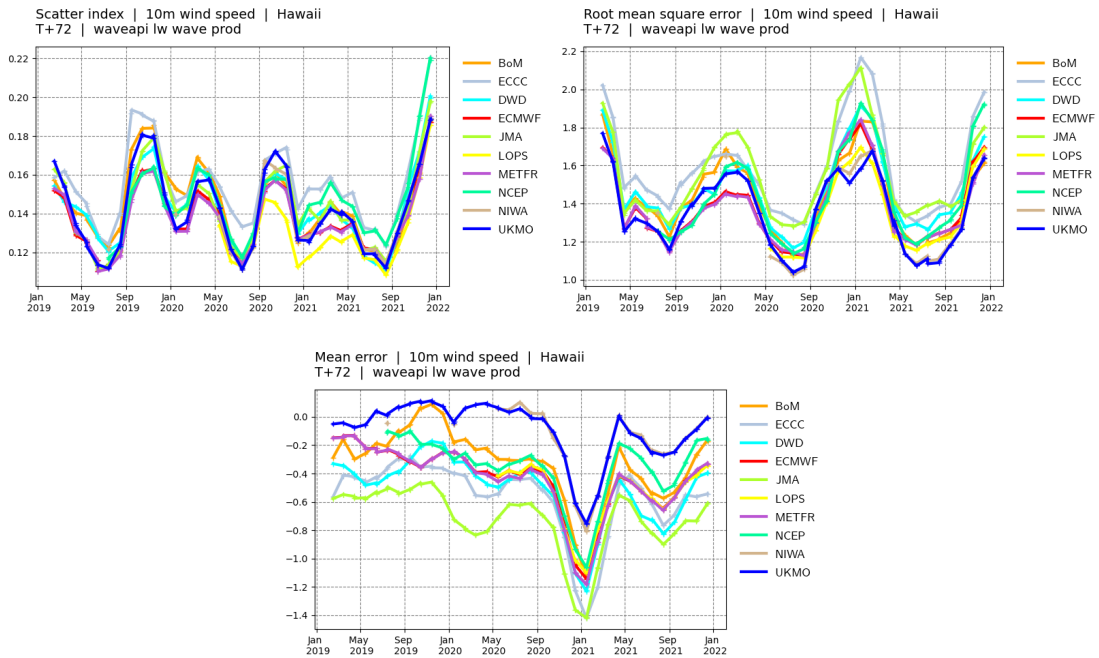 Scatter index | 10m wind speed | Hawaii
T+72 | waveapi lw wave prod
0.22
0.20
0.18
0.16
0.14
0.12
Jan 2019
May 2019
Sep 2019
Jan 2020
May 2020
Sep 2020
Jan 2021
May 2021
Sep 2021
Jan 2022
BoM
ECCC
DWD
ECMWF
JMA
LOPS
METFR
NCEP
NIWA
UKMO
Root mean square error | 10m wind speed | Hawaii
T+72 | waveapi lw wave prod
2.2
2.0
1.8
1.6
1.4
1.2
1.0
Jan 2019
May 2019
Sep 2019
Jan 2020
May 2020
Sep 2020
Jan 2021
May 2021
Sep 2021
Jan 2022
BoM
ECCC
DWD
ECMWF
JMA
LOPS
METFR
NCEP
NIWA
UKMO
Mean error | 10m wind speed | Hawaii
T+72 | waveapi lw wave prod
0.0
−0.2
−0.4
−0.6
−0.8
−1.0
−1.2
−1.4
Jan 2019
May 2019
Sep 2019
Jan 2020
May 2020
Sep 2020
Jan 2021
May 2021
Sep 2021
Jan 2022
BoM
ECCC
DWD
ECMWF
JMA
LOPS
METFR
NCEP
NIWA
UKMO